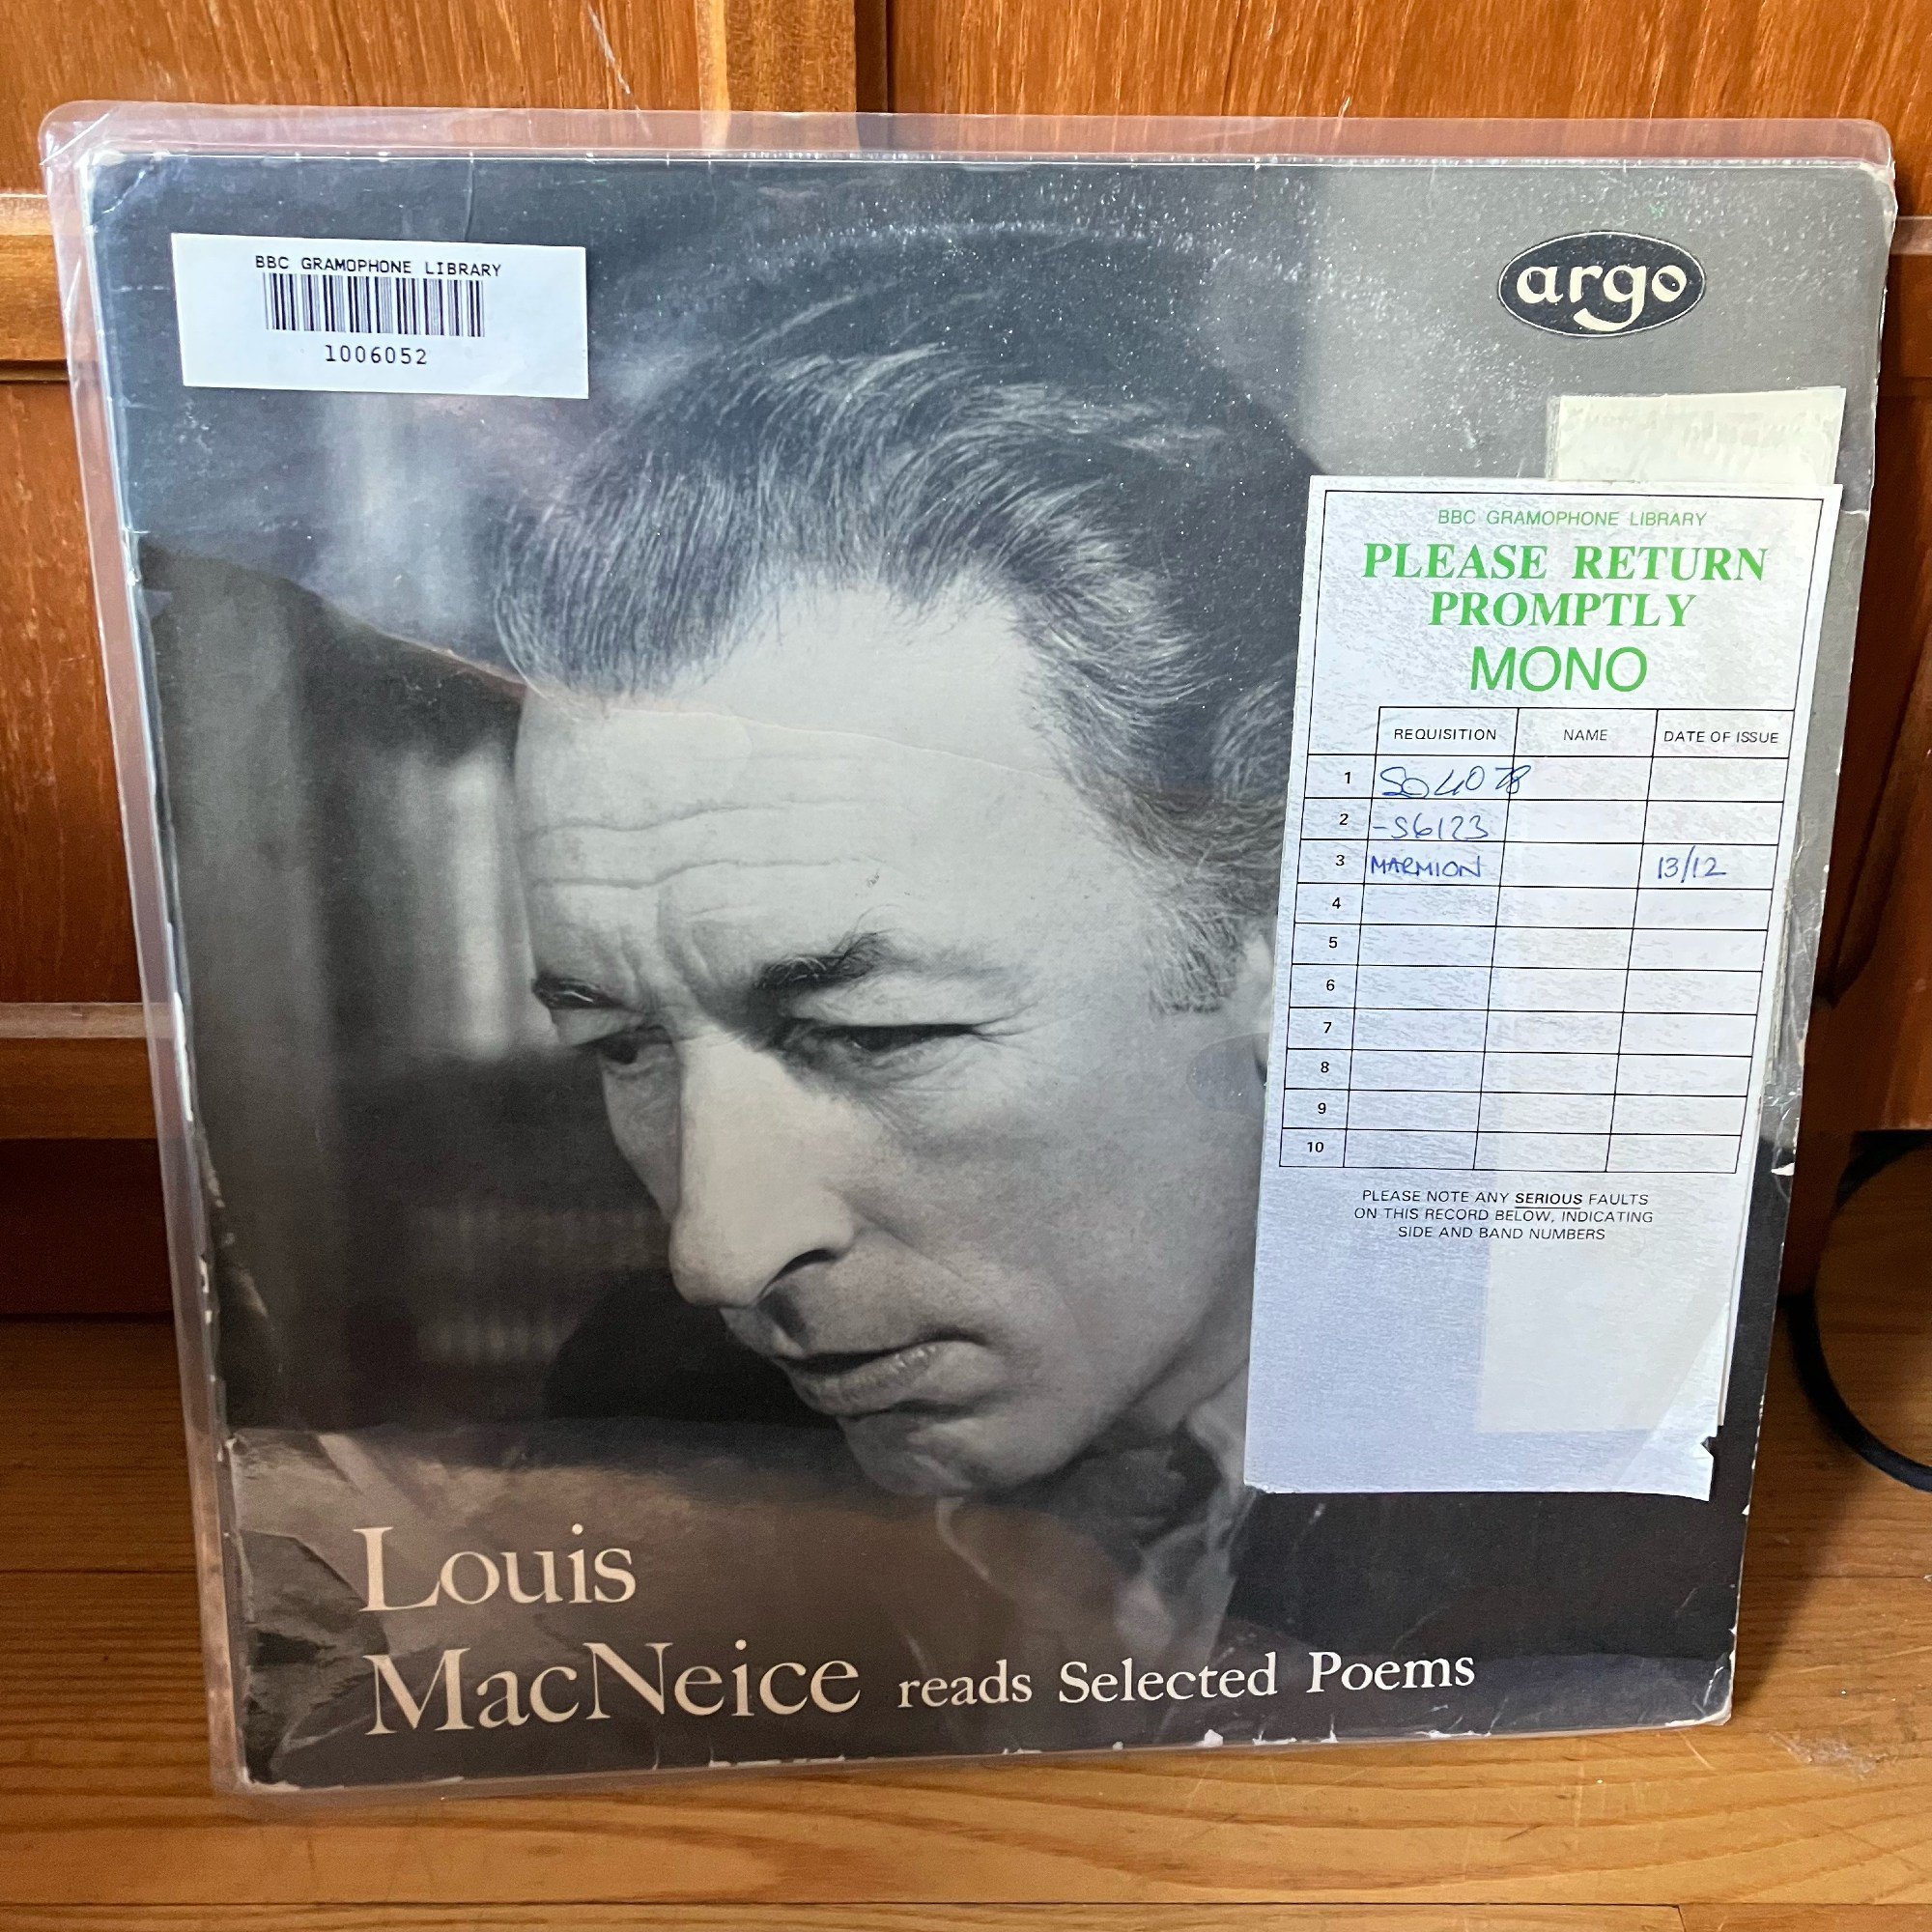 BBC GRAMOPHONE LIBRARY
1006052
argo
BBC GRAMOPHONE LIBRARY
PLEASE RETURN
PROMPTLY
MONO
REQUISITION NAME DATE OF ISSUE
1
2 -S6123
3 MARMION 13/12
4
5
6
7
8
9
10
PLEASE NOTE ANY SERIOUS FAULTS
ON THIS RECORD BELOW, INDICATING
SIDE AND BAND NUMBERS
Louis
MacNeice reads Selected Poems